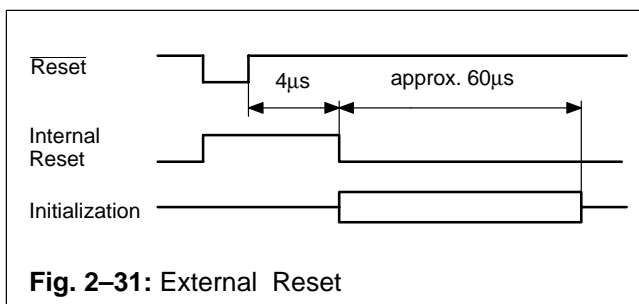 Reset
4μs
approx. 60μs
Internal
Reset
Initialization
Fig. 2–31: External Reset